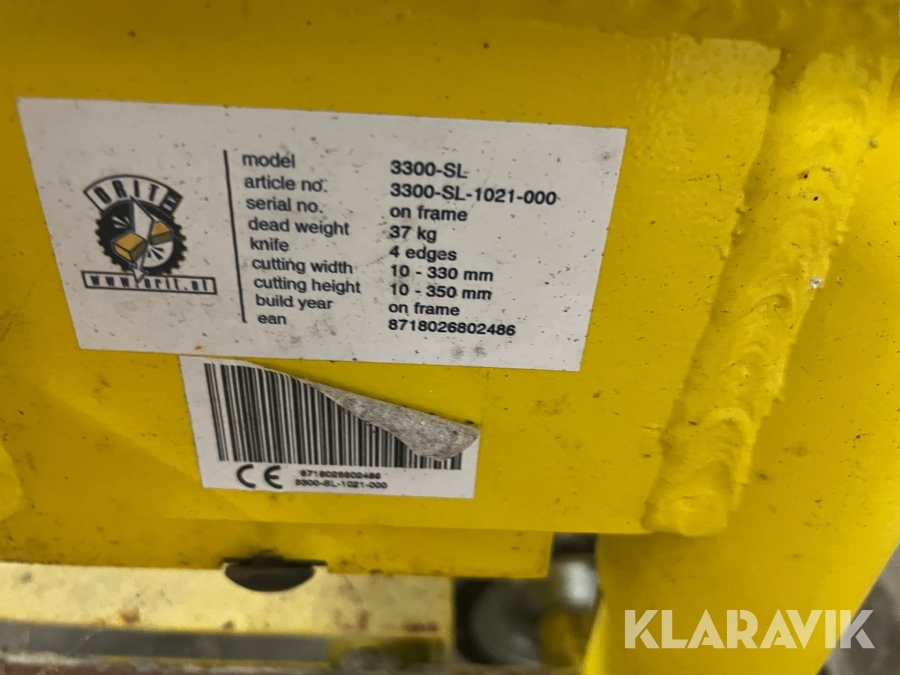 ORIT
www.orit.nl
model 3300-SL
article no. 3300-SL-1021-000
serial no. on frame
dead weight 37 kg
knife 4 edges
cutting width 10 - 330 mm
cutting height 10 - 350 mm
build year on frame
ean 8718026802486
CE 8718026802486
3300-SL-1021-000
KLARAVIK